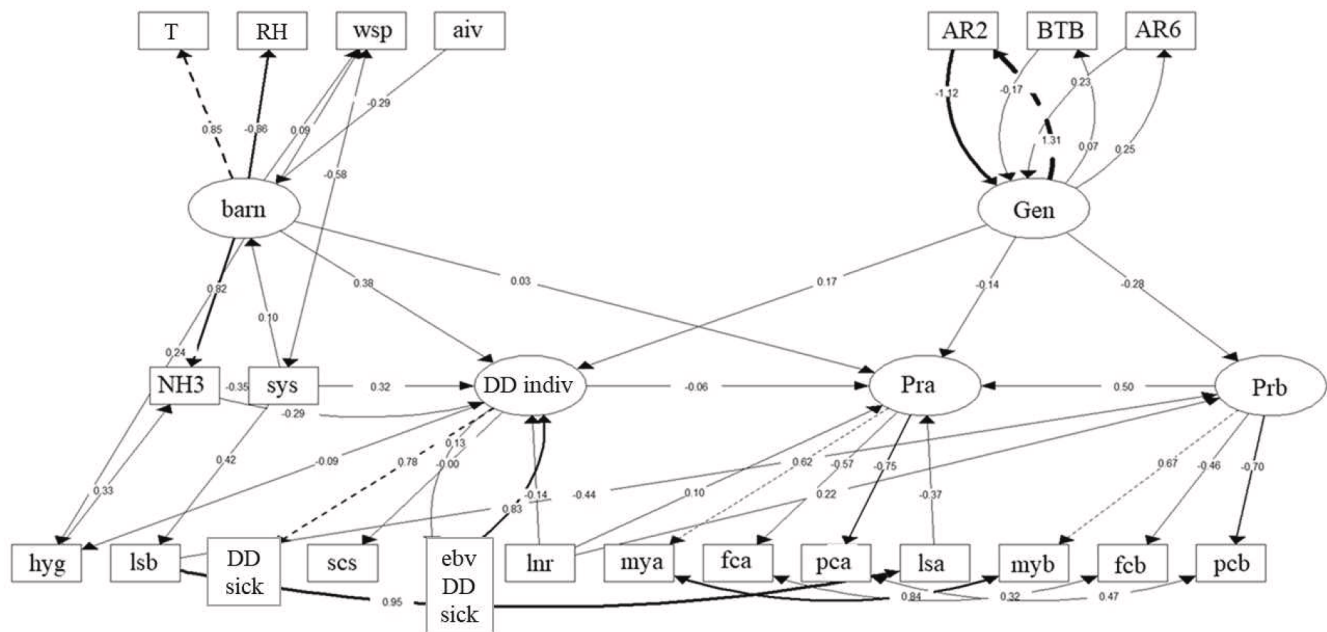 T
RH
wsp
aiv
AR2
BTB
AR6
-0.29
-1.12
-0.17
0.23
0.85
-0.86
0.09
1.31
0.07
0.25
-0.58
barn
Gen
0.82
0.38
0.03
0.17
-0.14
-0.28
0.10
0.24
NH3
-0.35
sys
0.32
DD indiv
-0.06
Pra
0.50
Prb
-0.29
0.13
0.42
-0.09
0.78
-0.00
0.62
-0.57
-0.75
0.67
-0.46
-0.70
0.33
0.83
-0.14
-0.44
0.10
0.22
-0.37
hyg
lsb
DD
sick
scs
ebv
DD
sick
lnr
mya
fca
pca
lsa
myb
fcb
pcb
0.95
0.84
0.32
0.47